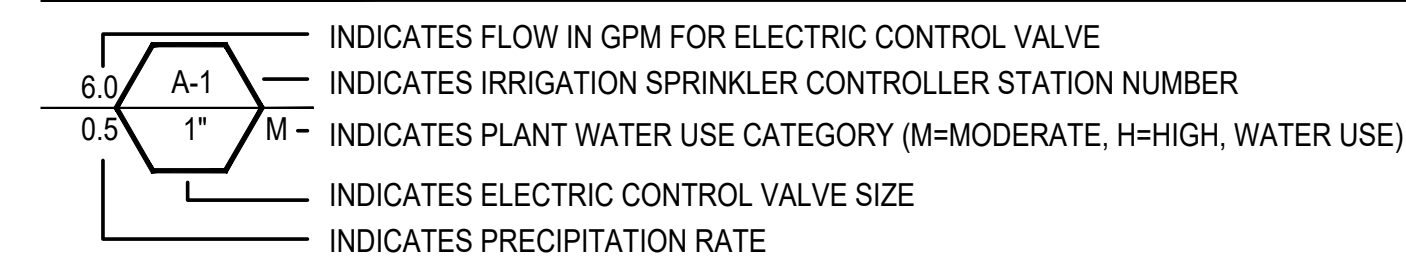 INDICATES FLOW IN GPM FOR ELECTRIC CONTROL VALVE
6.0 A-1 INDICATES IRRIGATION SPRINKLER CONTROLLER STATION NUMBER
0.5 1" M INDICATES PLANT WATER USE CATEGORY (M=MODERATE, H=HIGH, WATER USE)
INDICATES ELECTRIC CONTROL VALVE SIZE
INDICATES PRECIPITATION RATE